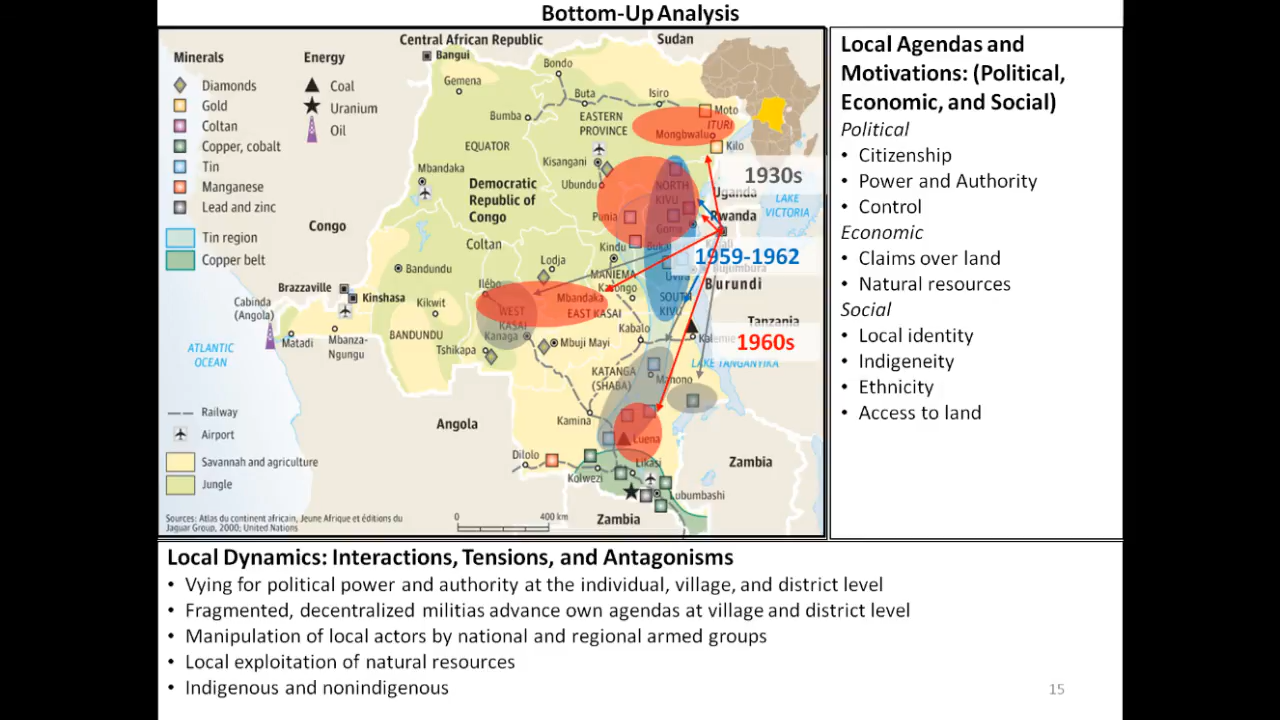 Bottom-Up Analysis
Minerals
Diamonds
Gold
Coltan
Copper, cobalt
Tin
Manganese
Lead and zinc
Tin region
Copper belt
Energy
Coal
Uranium
Oil
Central African Republic
Sudan
Bangui
Bondo
Gemena
Buta
Isiro
Moto
Bumba
EASTERN
PROVINCE
ITURI
Mongbwalu
Kilo
EQUATOR
Kisangani
Mbandaka
Ubundu
Democratic
Republic of
Congo
NORTH
KIVU
1930s
Uganda
LAKE
VICTORIA
Congo
Punia
Goma
Rwanda
Coltan
Kindu
1959-1962
Lodja
Bandundu
MANIEMA
Bujumbura
Brazzaville
Ilébo
Kinshasa
Mbandaka
Burundi
Cabinda
(Angola)
Kikwit
WEST
KASAI
EAST KASAI
SOUTH
KIVU
Tanzania
Matadi
Mbanza-
Ngungu
BANDUNDU
Kanaga
Kabalo
1960s
ATLANTIC
OCEAN
Tshikapa
Mbuji Mayi
LAKE TANGANYIKA
KATANGA
(SHABA)
Manono
Railway
Airport
Savannah and agriculture
Jungle
Angola
Kamina
Luena
Dilolo
Likasi
Zambia
Kolwezi
Lubumbashi
Zambia
Sources: Atlas du continent africain, Jeune Afrique et éditions du
Jaguar Group, 2000; United Nations
0
400 km
Local Agendas and
Motivations: (Political,
Economic, and Social)
Political
• Citizenship
• Power and Authority
• Control
Economic
• Claims over land
• Natural resources
Social
• Local identity
• Indigeneity
• Ethnicity
• Access to land
Local Dynamics: Interactions, Tensions, and Antagonisms
• Vying for political power and authority at the individual, village, and district level
• Fragmented, decentralized militias advance own agendas at village and district level
• Manipulation of local actors by national and regional armed groups
• Local exploitation of natural resources
• Indigenous and nonindigenous
15